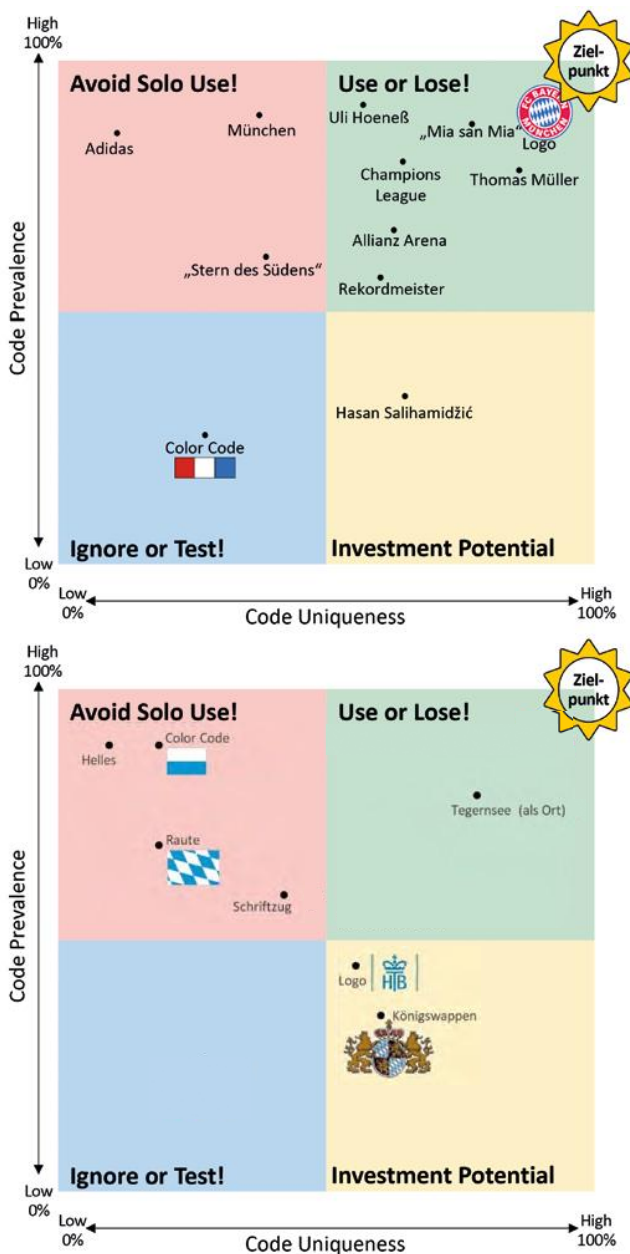 High
100%
Ziel-
punkt
Avoid Solo Use!
Use or Lose!
FC BAYERN
MÜNCHEN
Uli Hoeneß
München
Adidas
„Mia san Mia“
Logo
Champions
League
Thomas Müller
Allianz Arena
„Stern des Südens“
Rekordmeister
Code Prevalence
Hasan Salihamidžić
Color Code
Ignore or Test!
Investment Potential
Low
0%
Low
0%
Code Uniqueness
High
100%
High
100%
Ziel-
punkt
Avoid Solo Use!
Use or Lose!
Color Code
Helles
Tegernsee (als Ort)
Raute
Schriftzug
Code Prevalence
Logo
HTB
Königswappen
Ignore or Test!
Investment Potential
Low
0%
Low
0%
Code Uniqueness
High
100%